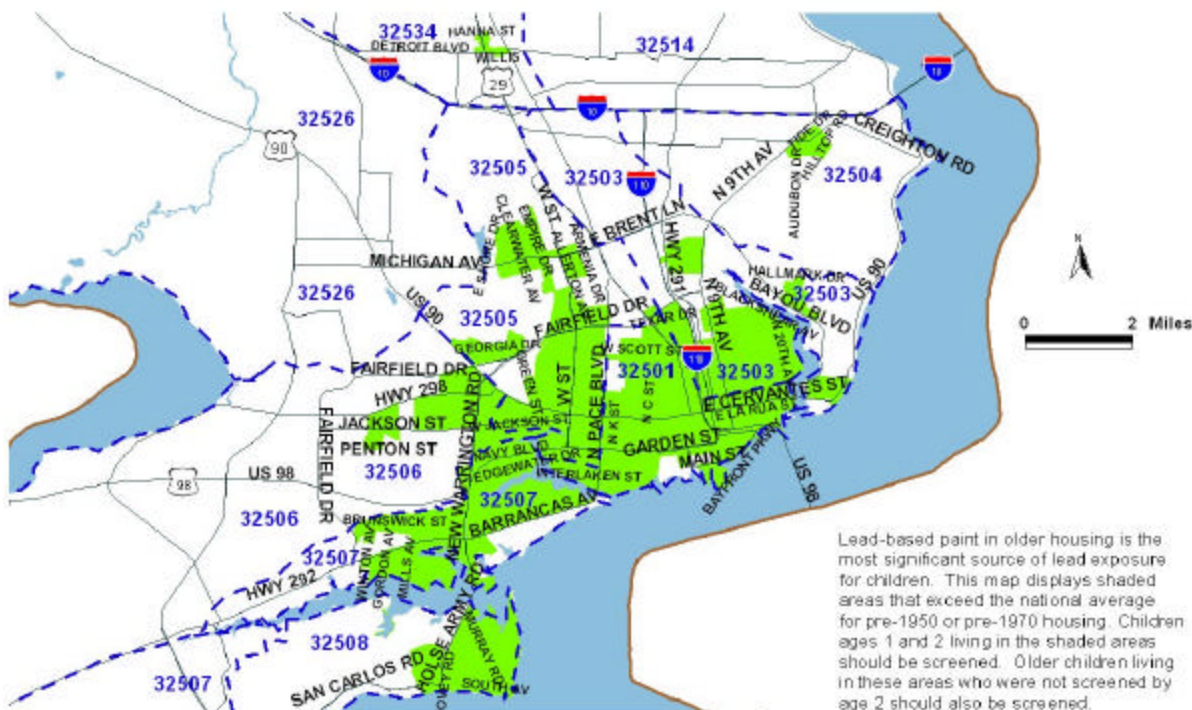 32534
HANNA ST
DETROIT BLVD
32514
WILLIS
10
29
10
10
32526
90
CREIGHTON RD
HILLTOP RD
AUDUBON DR
32504
N 9TH AV
32505
32503
110
W ST
BRENT LN
CLEARWATER AV
EMPIRE DR
ALLERTON AV
ARMENIA DR
E SHORE DR
HWY 291
MICHIGAN AV
HALLMARK DR
US 90
32526
32503
BAYOU BLVD
US 90
N 9TH AV
32505
FAIRFIELD DR
TEXAR DR
N 20TH A
GEORGIA DR
W SCOTT ST
110
FAIRFIELD DR
GREEN ST
W ST
32501
32503
HWY 298
N PACE BLVD
N K ST
N C ST
E CERVANTES ST
E LA RUA ST
JACKSON ST
W JACKSON ST
FAIRFIELD DR
PENTON ST
NAVY BLVD
GARDEN ST
EDGEWATER DR
MAIN ST
32506
US 98
98
NEW WARRINGTON RD
32507
BAYFRONT PKWY
US 98
BARRANCAS AV
32506
BRUNSWICK ST
32507
WINTON AV
GORDON AV
MILLS AV
HWY 292
32508
MURRAY RD
32507
SAN CARLOS RD
SOUTH AV
N
0 2 Miles
Lead-based paint in older housing is the
most significant source of lead exposure
for children. This map displays shaded
areas that exceed the national average
for pre-1950 or pre-1970 housing. Children
ages 1 and 2 living in the shaded areas
should be screened. Older children living
in these areas who were not screened by
age 2 should also be screened.